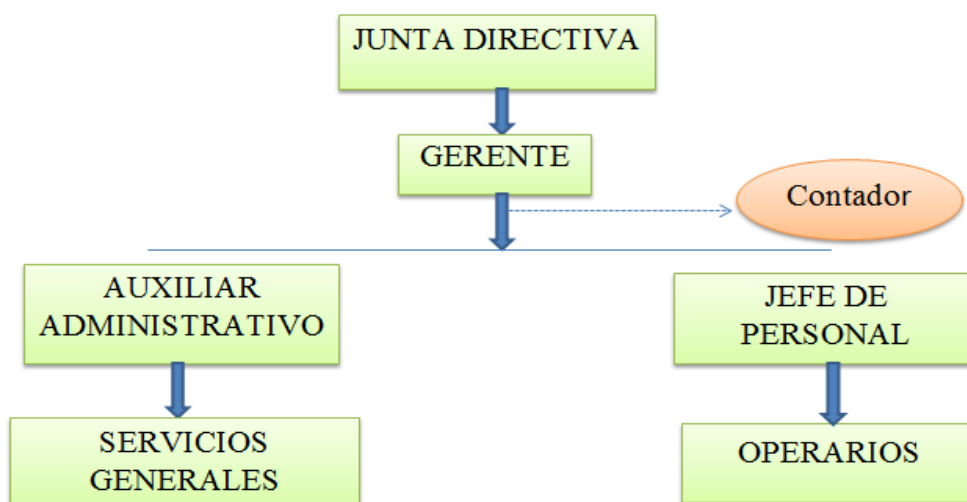 JUNTA DIRECTIVA
GERENTE
Contador
AUXILIAR
ADMINISTRATIVO
JEFE DE
PERSONAL
SERVICIOS
GENERALES
OPERARIOS